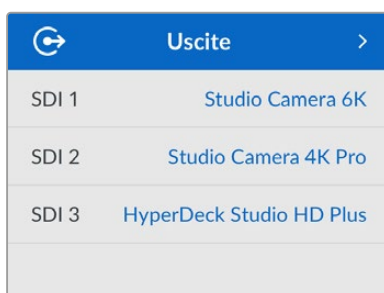 Uscite
SDI 1 Studio Camera 6K
SDI 2 Studio Camera 4K Pro
SDI 3 HyperDeck Studio HD Plus